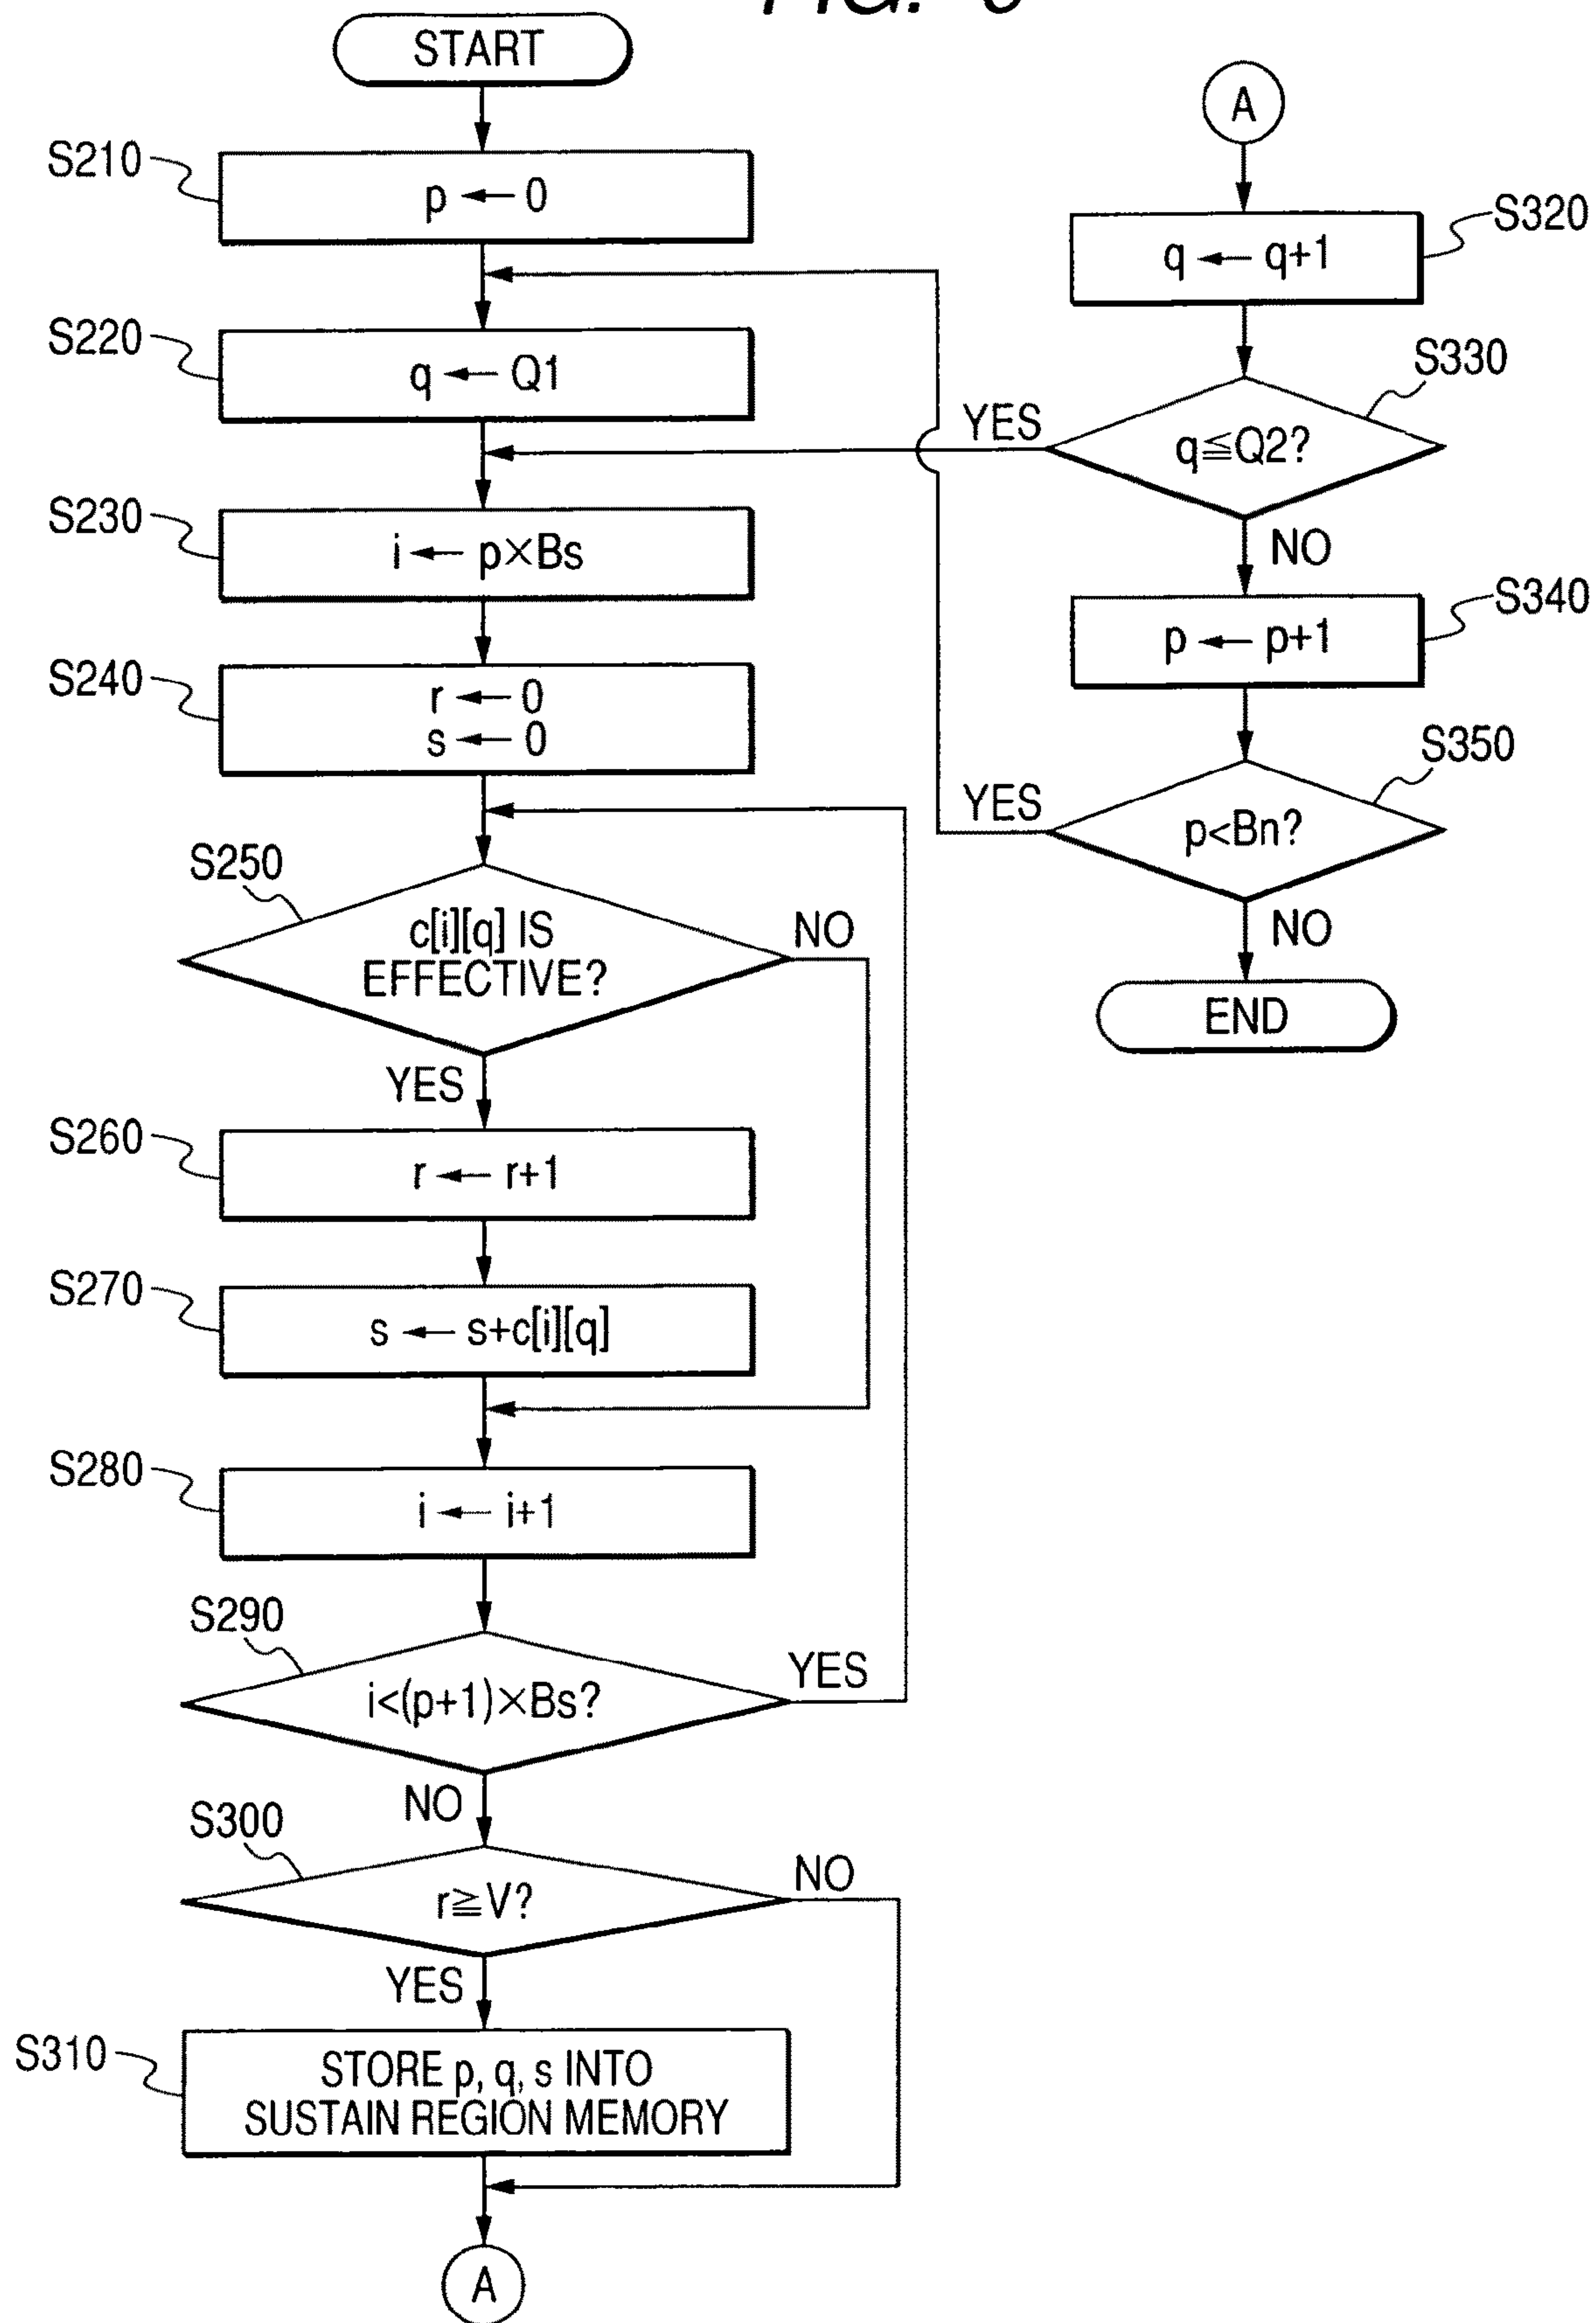 START
S210
p ← 0
S220
q ← Q1
S230
i ← p×Bs
S240
r ← 0
s ← 0
S250
c[i][q] IS
EFFECTIVE?
NO
YES
S260
r ← r+1
S270
s ← s+c[i][q]
S280
i ← i+1
S290
i<(p+1)×Bs?
YES
NO
S300
r≧V?
NO
YES
S310
STORE p, q, s INTO
SUSTAIN REGION MEMORY
A
A
S320
q ← q+1
S330
q≦Q2?
YES
NO
S340
p ← p+1
S350
p<Bn?
YES
NO
END